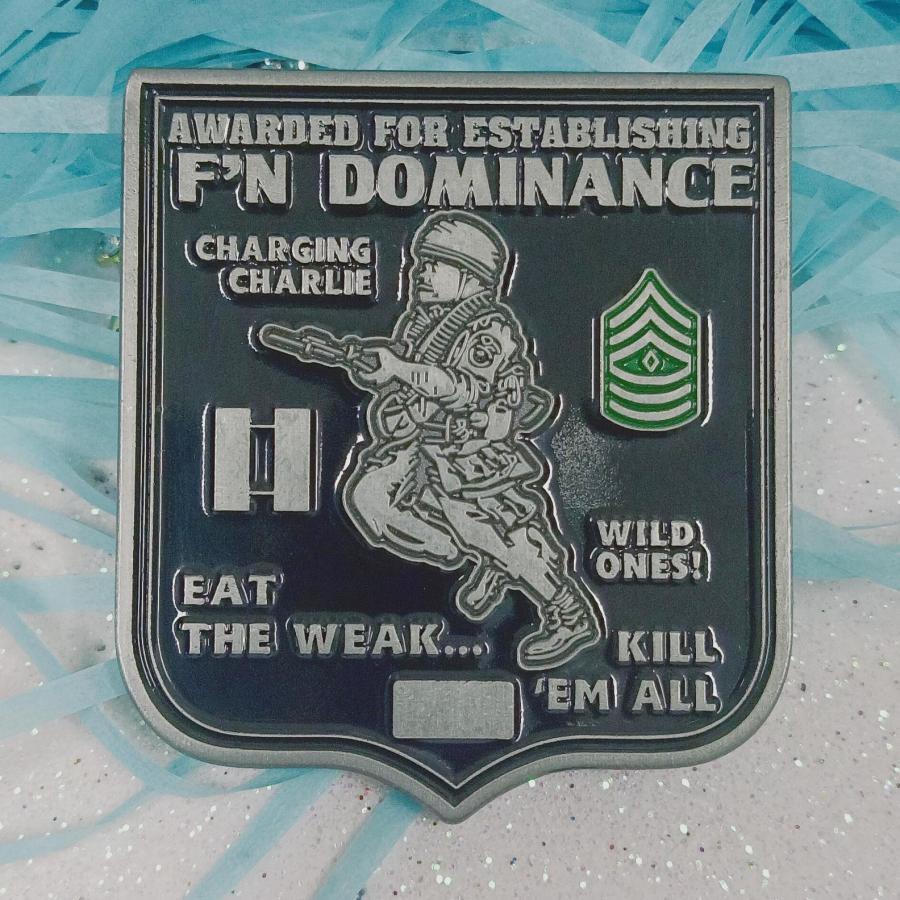 AWARDED FOR ESTABLISHING
F'N DOMINANCE
CHARGING
CHARLIE
WILD
ONES!
EAT
THE WEAK...
KILL
'EM ALL